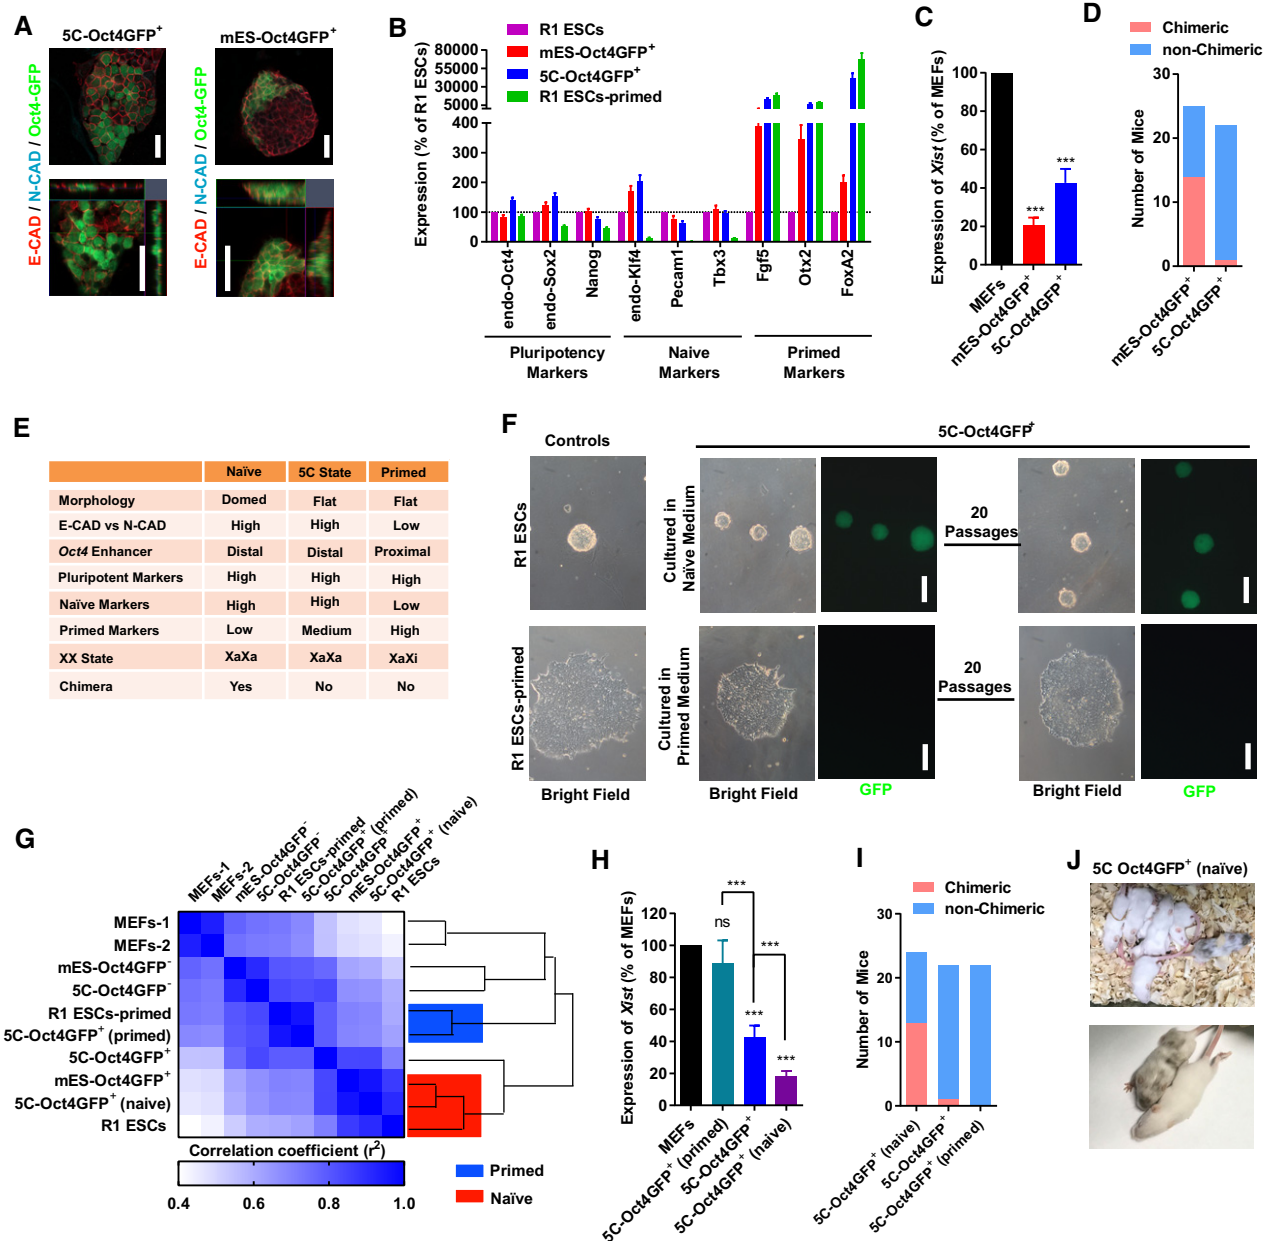 A
5C-Oct4GFP+
mES-Oct4GFP+
E-CAD / N-CAD / Oct4-GFP
E-CAD / N-CAD / Oct4-GFP
B
R1 ESCs
mES-Oct4GFP+
5C-Oct4GFP+
R1 ESCs-primed
Expression (% of R1 ESCs)
80000
55000
30000
5000
400
300
200
100
0
endo-Oct4
endo-Sox2
Nanog
endo-Klf4
Pecam1
Tbx3
Fgf5
Otx2
FoxA2
Pluripotency Markers
Naive Markers
Primed Markers
C
Expression of Xist (% of MEFs)
100
80
60
40
20
0
***
***
MEFs
mES-Oct4GFP+
5C-Oct4GFP+
D
Chimeric
non-Chimeric
Number of Mice
30
20
10
0
mES-Oct4GFP+
5C-Oct4GFP+
E
Naïve 5C State Primed
Morphology Domed Flat Flat
E-CAD vs N-CAD High High Low
Oct4 Enhancer Distal Distal Proximal
Pluripotent Markers High High High
Naïve Markers High High Low
Primed Markers Low Medium High
XX State XaXa XaXa XaXi
Chimera Yes No No
F
Controls
5C-Oct4GFP+
R1 ESCs
Cultured in Naïve Medium
20 Passages
R1 ESCs-primed
Cultured in Primed Medium
20 Passages
Bright Field
Bright Field
GFP
Bright Field
GFP
G
MEFs-1
MEFs-2
mES-Oct4GFP-
5C-Oct4GFP-
R1 ESCs-primed
5C-Oct4GFP+ (primed)
5C-Oct4GFP+
mES-Oct4GFP+
5C-Oct4GFP+ (naive)
R1 ESCs
MEFs-1
MEFs-2
mES-Oct4GFP-
5C-Oct4GFP-
R1 ESCs-primed
5C-Oct4GFP+ (primed)
5C-Oct4GFP+
mES-Oct4GFP+
5C-Oct4GFP+ (naive)
R1 ESCs
Correlation coefficient (r2)
0.4 0.6 0.8 1.0
Primed
Naïve
H
Expression of Xist (% of MEFs)
120
100
80
60
40
20
0
ns
***
***
***
***
MEFs
5C-Oct4GFP+ (primed)
5C-Oct4GFP+
5C-Oct4GFP+ (naïve)
I
Chimeric
non-Chimeric
Number of Mice
30
20
10
0
5C-Oct4GFP+ (naive)
5C-Oct4GFP+
5C-Oct4GFP+ (primed)
J
5C Oct4GFP+ (naïve)